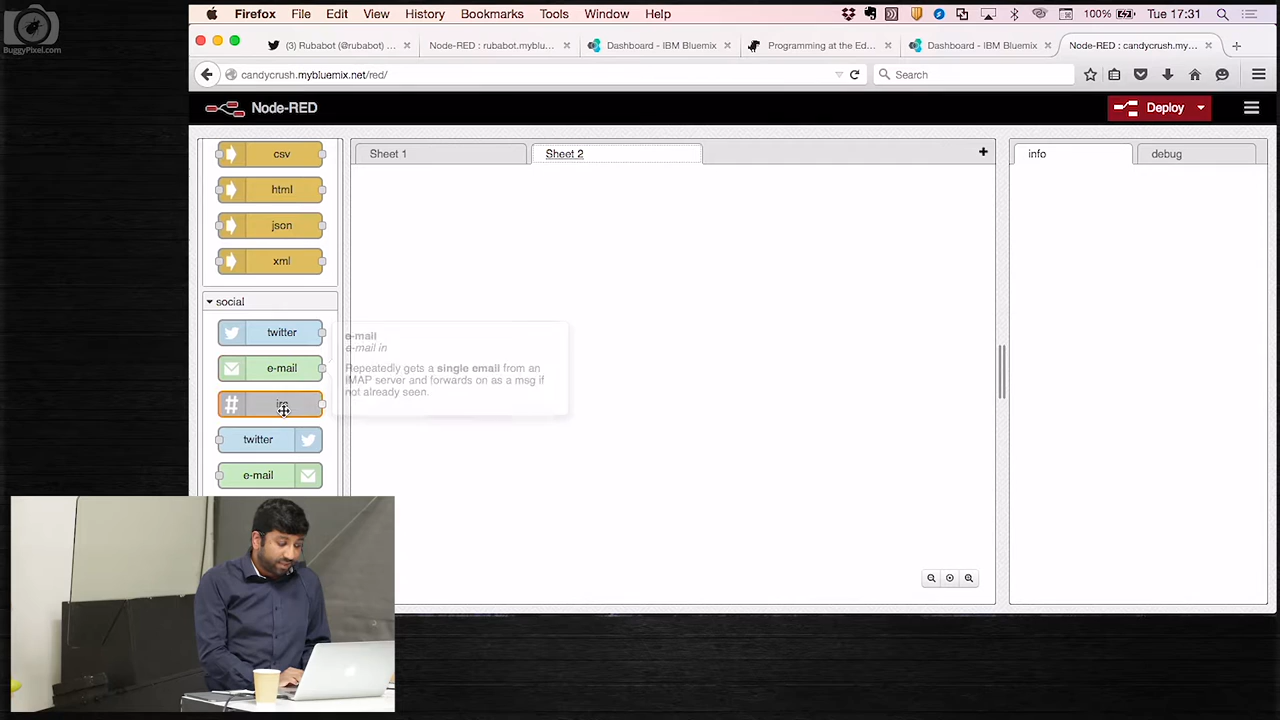 BuggyPixel.com
Firefox File Edit View History Bookmarks Tools Window Help
100% Tue 17:31
(3) Rubabot (@rubabot) ...
Node-RED : rubabot.myblu...
Dashboard - IBM Bluemix
Programming at the Ed...
Dashboard - IBM Bluemix
Node-RED : candycrush.my...
candycrush.mybluemix.net/red/
Search
Node-RED
Deploy
csv
html
json
xml
social
twitter
e-mail
twitter
e-mail
e-mail
e-mail in
Repeatedly gets a single email from an
IMAP server and forwards on as a msg if
not already seen.
Sheet 1
Sheet 2
info
debug